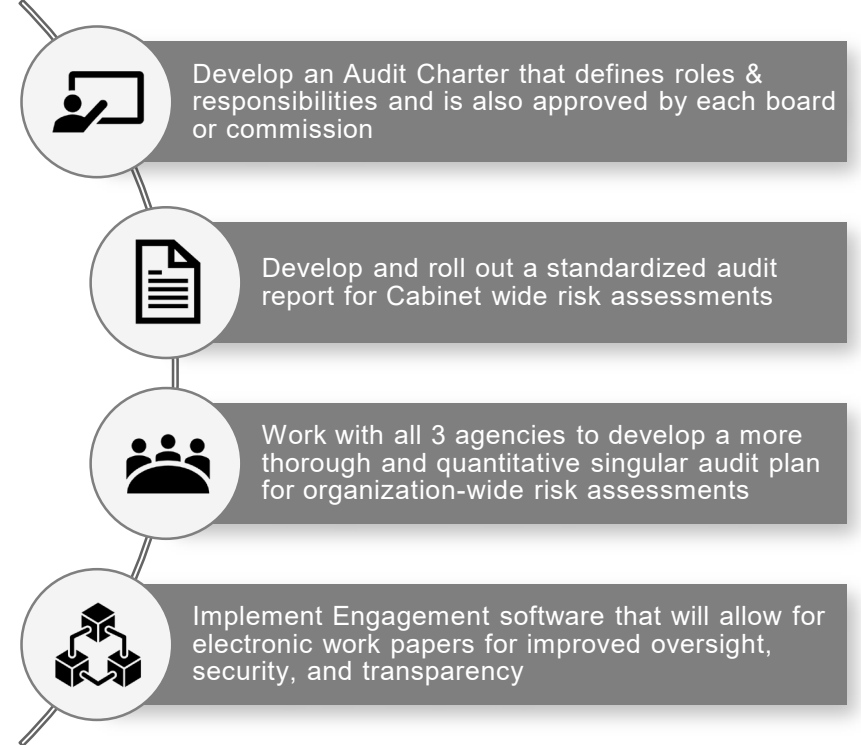 Develop an Audit Charter that defines roles &
responsibilities and is also approved by each board
or commission
Develop and roll out a standardized audit
report for Cabinet wide risk assessments
Work with all 3 agencies to develop a more
thorough and quantitative singular audit plan
for organization-wide risk assessments
Implement Engagement software that will allow for
electronic work papers for improved oversight,
security, and transparency